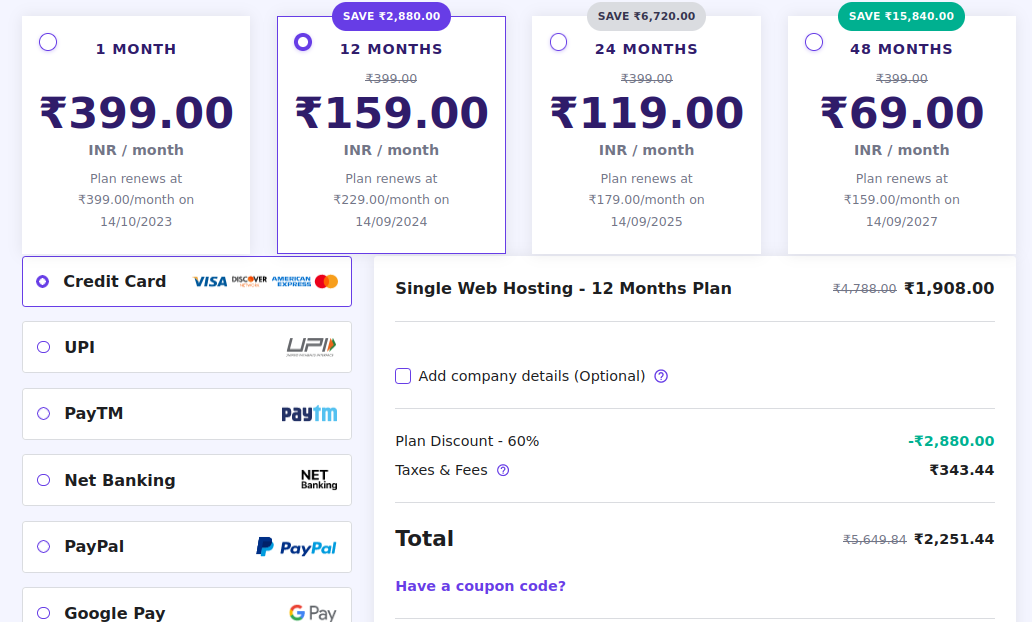 SAVE ₹2,880.00
SAVE ₹6,720.00
SAVE ₹15,840.00
1 MONTH
₹399.00
INR / month
Plan renews at
₹399.00/month on
14/10/2023
12 MONTHS
₹399.00
₹159.00
INR / month
Plan renews at
₹229.00/month on
14/09/2024
24 MONTHS
₹399.00
₹119.00
INR / month
Plan renews at
₹179.00/month on
14/09/2025
48 MONTHS
₹399.00
₹69.00
INR / month
Plan renews at
₹159.00/month on
14/09/2027
Credit Card VISA DISCOVER NETWORK AMERICAN EXPRESS
UPI UPI
PayTM paytm
Net Banking NET Banking
PayPal PayPal
Google Pay G Pay
Single Web Hosting - 12 Months Plan ₹4,788.00 ₹1,908.00
Add company details (Optional)
Plan Discount - 60% -₹2,880.00
Taxes & Fees ₹343.44
Total ₹5,649.84 ₹2,251.44
Have a coupon code?